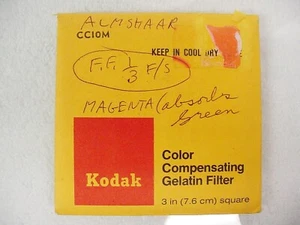 ALMSHAAR
CC10M
KEEP IN COOL DRY
F.F. 1/3 F/S
MAGENTA (absorbs
Green
Color
Compensating
Kodak Gelatin Filter
3 in (7.6 cm) square